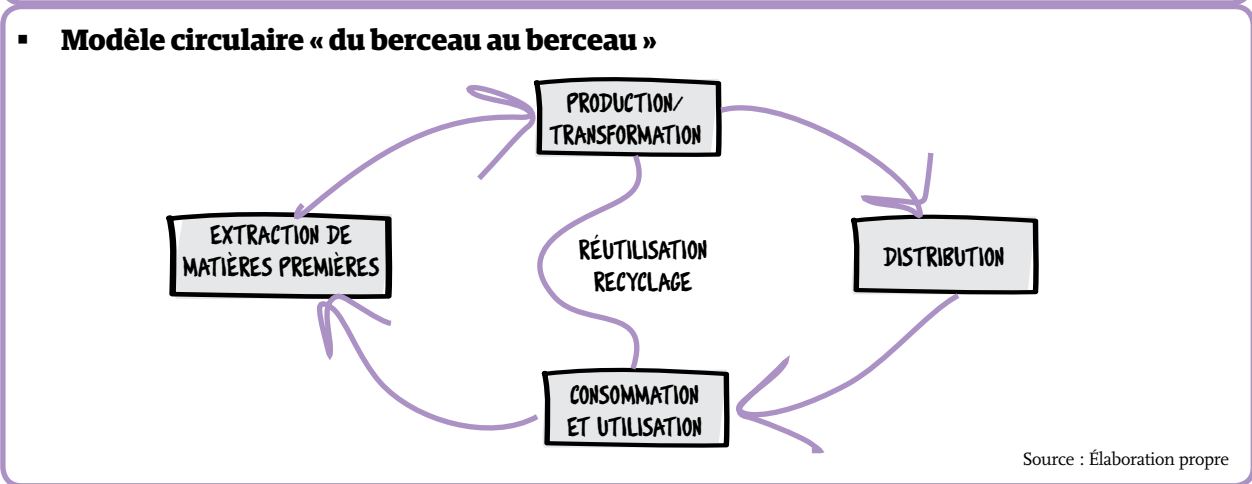 ▪ Modèle circulaire « du berceau au berceau »
PRODUCTION/
TRANSFORMATION
EXTRACTION DE
MATIÈRES PREMIÈRES
RÉUTILISATION
RECYCLAGE
DISTRIBUTION
CONSOMMATION
ET UTILISATION
Source : Élaboration propre